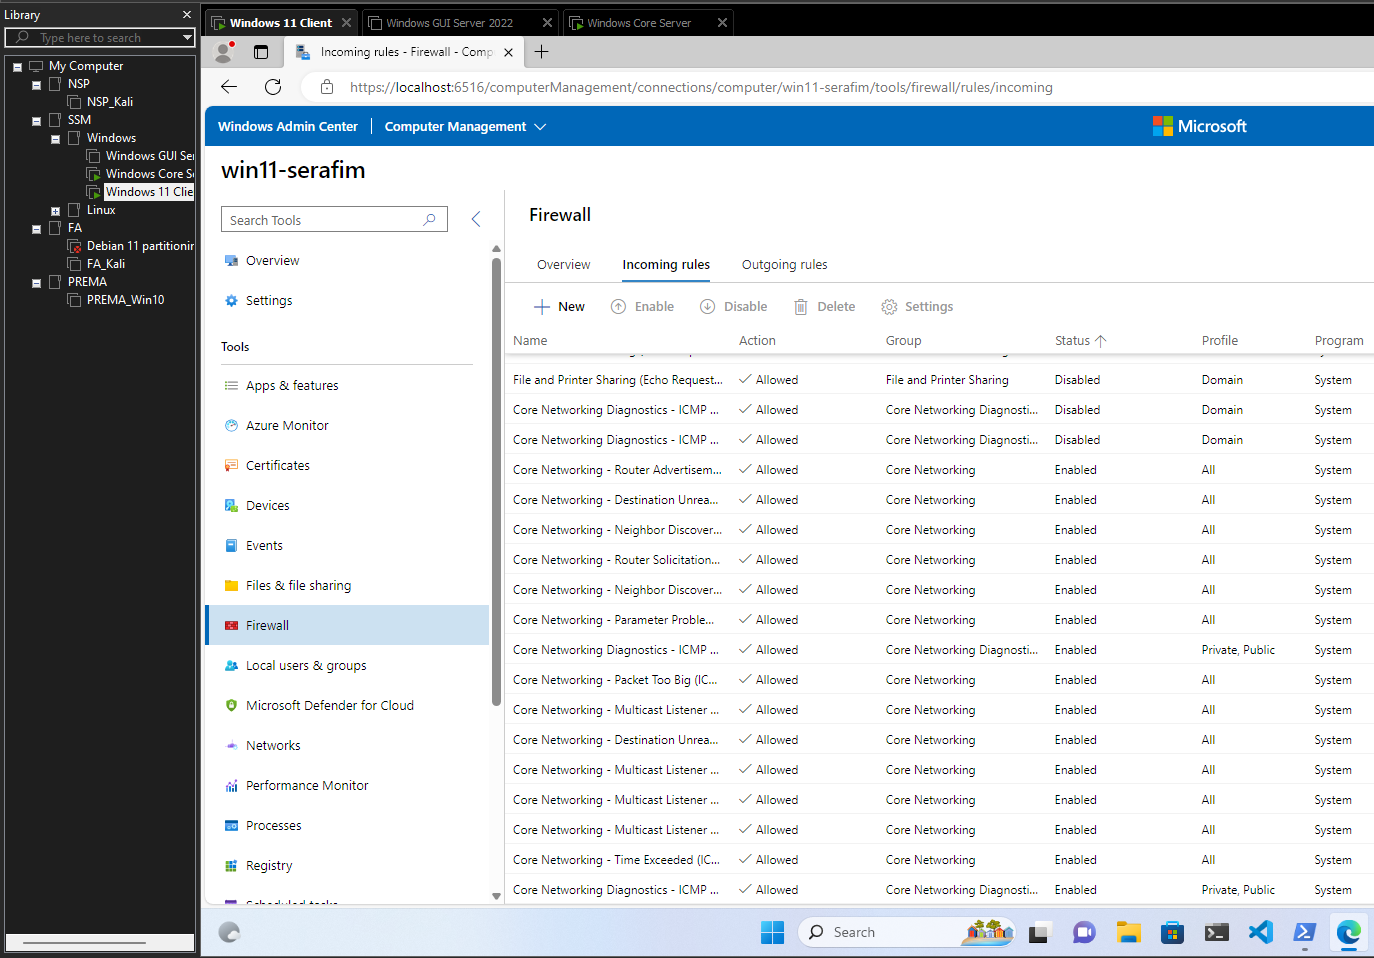 Library
Type here to search
My Computer
NSP
NSP_Kali
SSM
Windows
Windows GUI Ser
Windows Core S
Windows 11 Clie
Linux
FA
Debian 11 partitionin
FA_Kali
PREMA
PREMA_Win10
Windows 11 Client
Windows GUI Server 2022
Windows Core Server
Incoming rules - Firewall - Comp
https://localhost:6516/computerManagement/connections/computer/win11-serafim/tools/firewall/rules/incoming
Windows Admin Center
Computer Management
Microsoft
win11-serafim
Search Tools
Overview
Settings
Tools
Apps & features
Azure Monitor
Certificates
Devices
Events
Files & file sharing
Firewall
Local users & groups
Microsoft Defender for Cloud
Networks
Performance Monitor
Processes
Registry
Scheduled tasks
Firewall
Overview Incoming rules Outgoing rules
New Enable Disable Delete Settings
Name Action Group Status Profile Program
File and Printer Sharing (Echo Request... Allowed File and Printer Sharing Disabled Domain System
Core Networking Diagnostics - ICMP ... Allowed Core Networking Diagnosti... Disabled Domain System
Core Networking Diagnostics - ICMP ... Allowed Core Networking Diagnosti... Disabled Domain System
Core Networking - Router Advertisem... Allowed Core Networking Enabled All System
Core Networking - Destination Unrea... Allowed Core Networking Enabled All System
Core Networking - Neighbor Discover... Allowed Core Networking Enabled All System
Core Networking - Router Solicitation... Allowed Core Networking Enabled All System
Core Networking - Neighbor Discover... Allowed Core Networking Enabled All System
Core Networking - Parameter Proble... Allowed Core Networking Enabled All System
Core Networking Diagnostics - ICMP ... Allowed Core Networking Diagnosti... Enabled Private, Public System
Core Networking - Packet Too Big (IC... Allowed Core Networking Enabled All System
Core Networking - Multicast Listener ... Allowed Core Networking Enabled All System
Core Networking - Destination Unrea... Allowed Core Networking Enabled All System
Core Networking - Multicast Listener ... Allowed Core Networking Enabled All System
Core Networking - Multicast Listener ... Allowed Core Networking Enabled All System
Core Networking - Multicast Listener ... Allowed Core Networking Enabled All System
Core Networking - Time Exceeded (IC... Allowed Core Networking Enabled All System
Core Networking Diagnostics - ICMP ... Allowed Core Networking Diagnosti... Enabled Private, Public System
Search